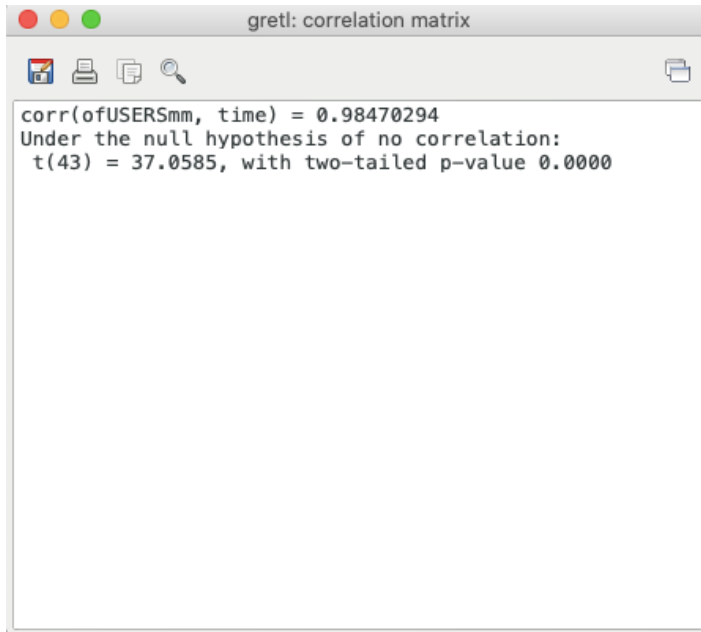 gretl: correlation matrix
corr(ofUSERSmm, time) = 0.98470294
Under the null hypothesis of no correlation:
t(43) = 37.0585, with two-tailed p-value 0.0000